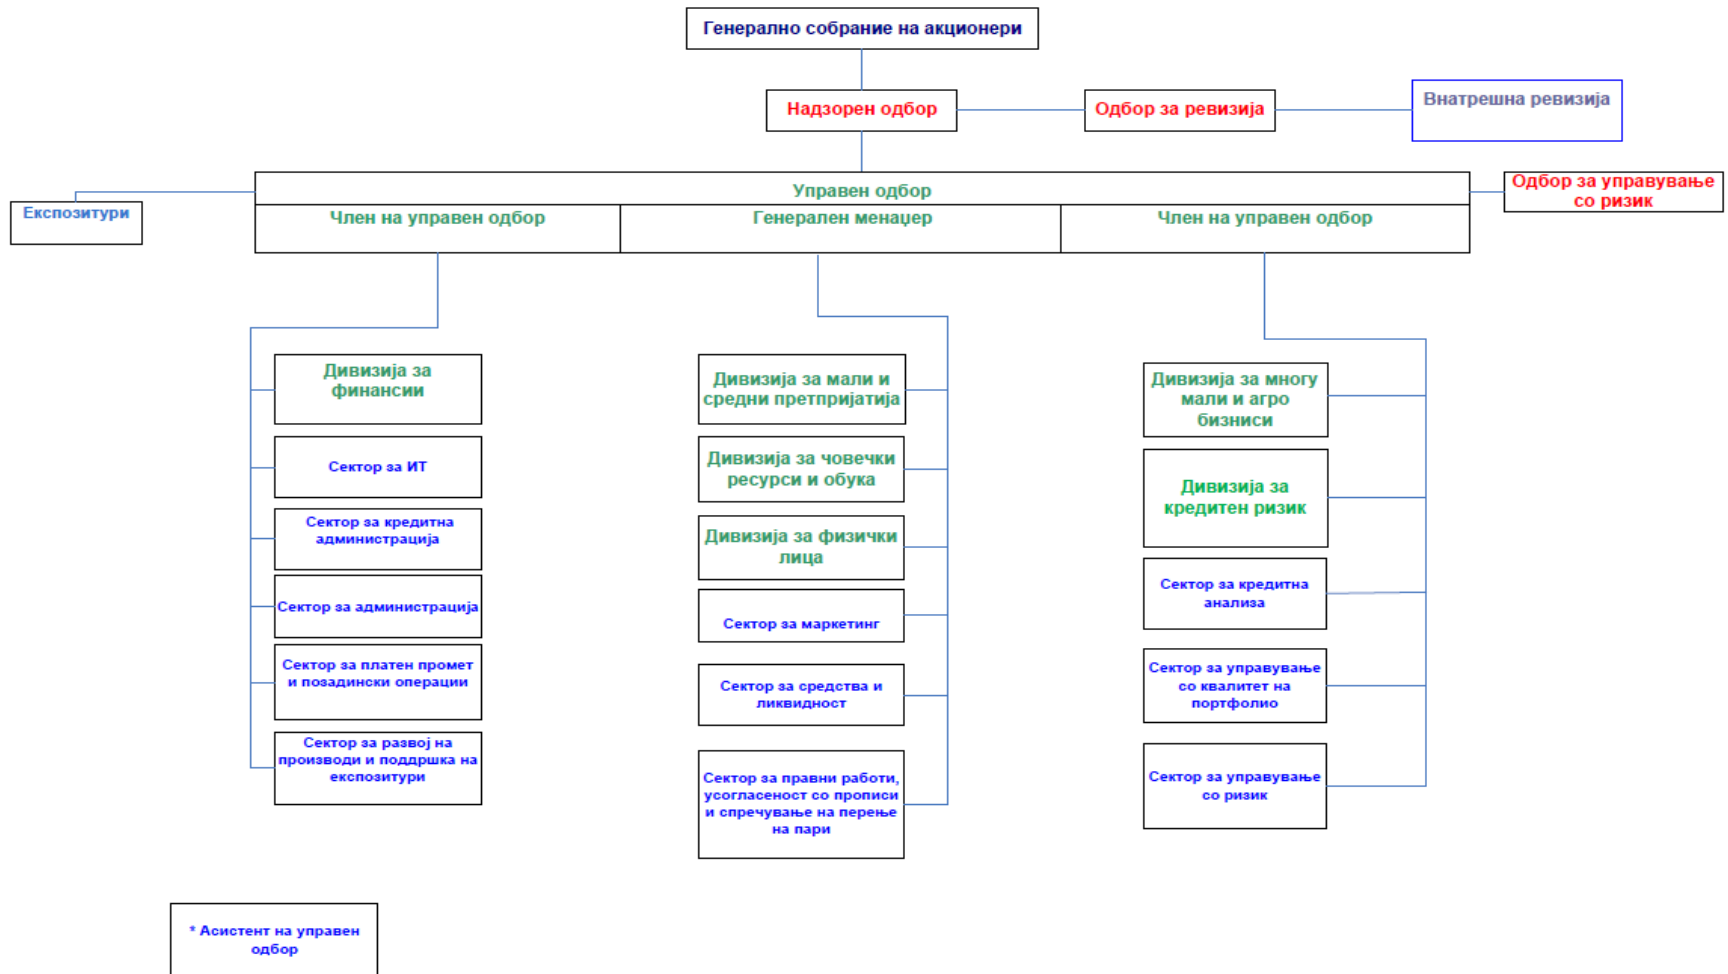 Генерално собрание на акционери
Надзорен одбор
Одбор за ревизија
Внатрешна ревизија
Експозитури
Управен одбор
Одбор за управување
со ризик
Член на управен одбор
Генерален менаџер
Член на управен одбор
Дивизија за
финансии
Сектор за ИТ
Сектор за кредитна
администрација
Сектор за администрација
Сектор за платен промет
и позадински операции
Сектор за развој на
производи и поддршка на
експозитури
Дивизија за мали и
средни претпријатија
Дивизија за човечки
ресурси и обука
Дивизија за физички
лица
Сектор за маркетинг
Сектор за средства и
ликвидност
Сектор за правни работи,
усогласеност со прописи
и спречување на перење
на пари
Дивизија за многу
мали и агро
бизниси
Дивизија за
кредитен ризик
Сектор за кредитна
анализа
Сектор за управување
со квалитет на
портфолио
Сектор за управување
со ризик
* Асистент на управен
одбор